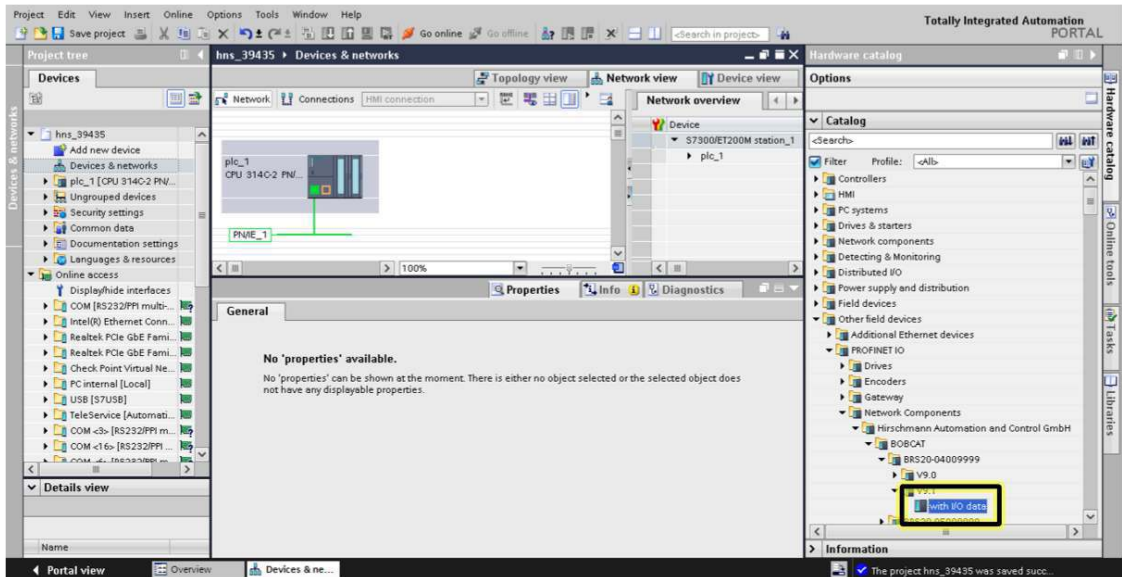 Project Edit View Insert Online Options Tools Window Help
Totally Integrated Automation
PORTAL
Save project
Go online
Go offline
<Search in project>
Project tree
Devices
Devices & networks
hns_39435
Add new device
Devices & networks
plc_1 [CPU 314C-2 PN/...
Ungrouped devices
Security settings
Common data
Documentation settings
Languages & resources
Online access
Display/hide interfaces
COM [RS232/PPI multi-...
Intel(R) Ethernet Conn...
Realtek PCIe GbE Fami...
Realtek PCIe GbE Fami...
Check Point Virtual Ne...
PC internal [Local]
USB [S7USB]
TeleService [Automati...
COM <3> [RS232/PPI m...
COM <16> [RS232/PPI ...
Details view
Name
hns_39435 ▸ Devices & networks
Topology view
Network view
Device view
Network
Connections
HMI connection
Network overview
plc_1
CPU 314C-2 PN/...
PN/IE_1
100%
Device
S7300/ET200M station_1
plc_1
Properties
Info
Diagnostics
General
No 'properties' available.
No 'properties' can be shown at the moment. There is either no object selected or the selected object does
not have any displayable properties.
Hardware catalog
Options
Catalog
<Search>
Filter
Profile:
<All>
Controllers
HMI
PC systems
Drives & starters
Network components
Detecting & Monitoring
Distributed I/O
Power supply and distribution
Field devices
Other field devices
Additional Ethernet devices
PROFINET IO
Drives
Encoders
Gateway
Network Components
Hirschmann Automation and Control GmbH
BOBCAT
BRS20-04009999
V9.0
V9.1
with I/O data
Information
Hardware catalog
Online tools
Tasks
Libraries
Portal view
Overview
Devices & ne...
The project hns_39435 was saved succ...